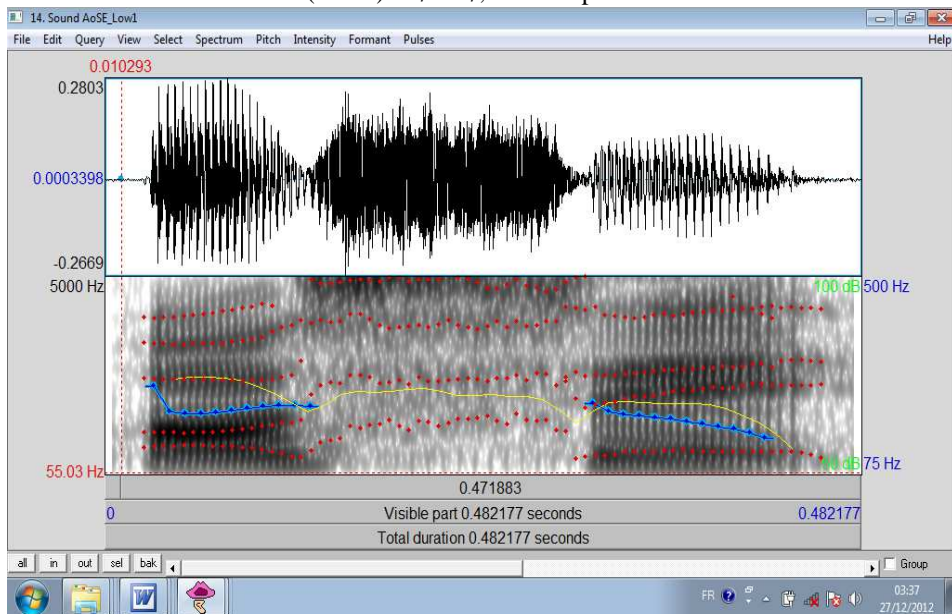 14. Sound AoSE_Low1
File Edit Query View Select Spectrum Pitch Intensity Formant Pulses Help
0.010293
0.2803
0.0003398
-0.2669
5000 Hz 100 dB 500 Hz
55.03 Hz 75 Hz
0.471883
0 Visible part 0.482177 seconds 0.482177
Total duration 0.482177 seconds
all in out sel bak Group
FR 03:37
27/12/2012